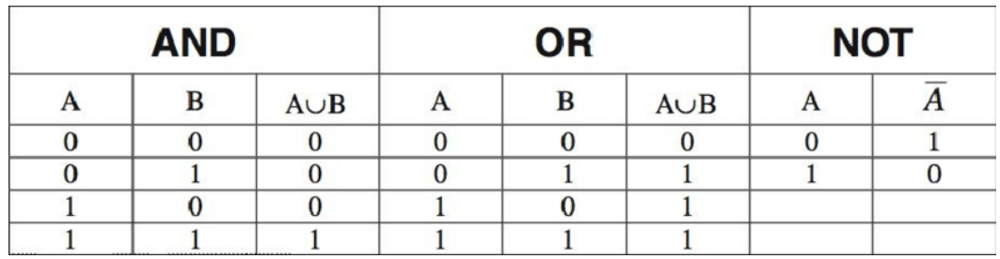 AND OR NOT
A B A∪B A B A∪B A A̅
0 0 0 0 0 0 0 1
0 1 0 0 1 1 1 0
1 0 0 1 0 1
1 1 1 1 1 1